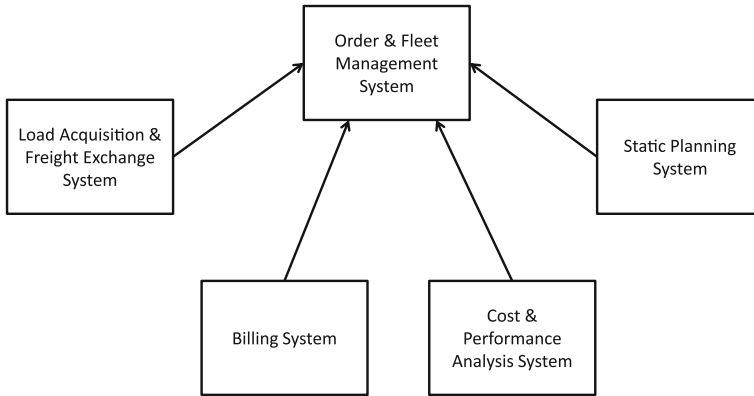 Order & Fleet
Management
System
Load Acquisition &
Freight Exchange
System
Static Planning
System
Billing System
Cost &
Performance
Analysis System